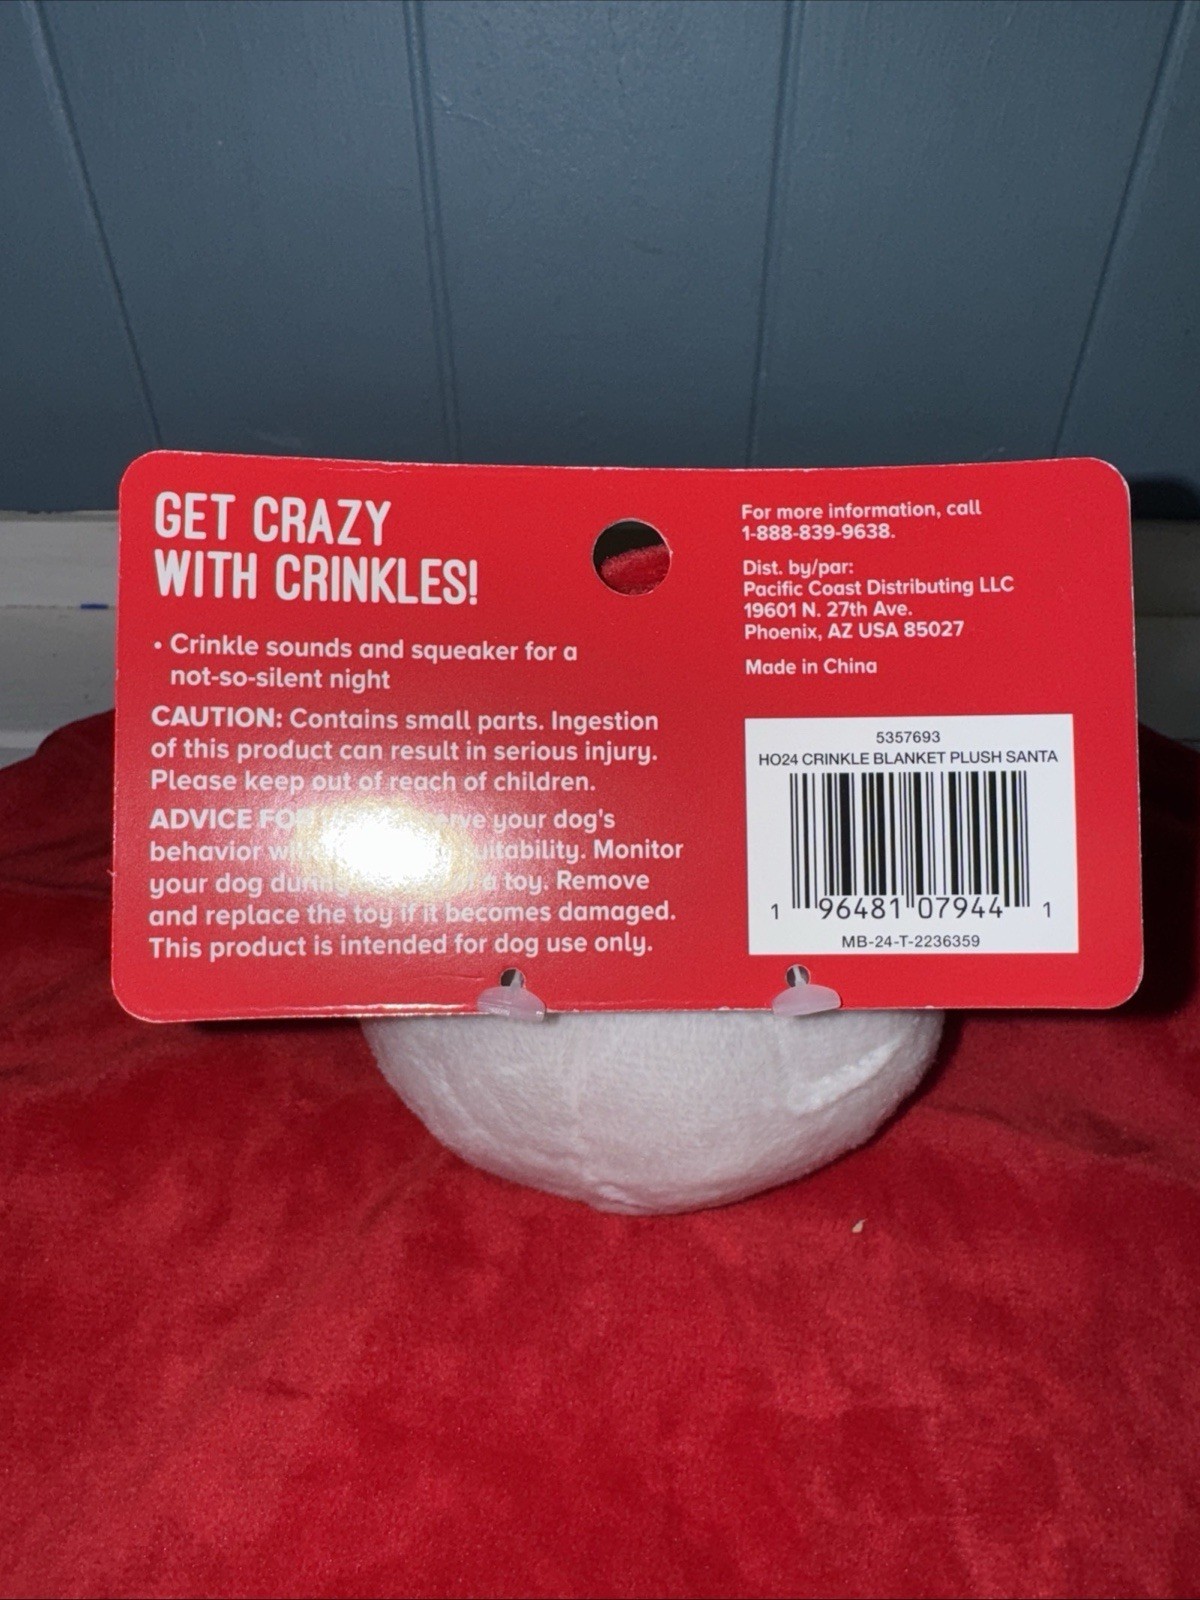 GET CRAZY
WITH CRINKLES!
• Crinkle sounds and squeaker for a
not-so-silent night
CAUTION: Contains small parts. Ingestion
of this product can result in serious injury.
Please keep out of reach of children.
ADVICE FOR your dog's
behavior Monitor
your dog a toy. Remove
and replace the toy if it becomes damaged.
This product is intended for dog use only.
For more information, call
1-888-839-9638.
Dist. by/par:
Pacific Coast Distributing LLC
19601 N. 27th Ave.
Phoenix, AZ USA 85027
Made in China
5357693
HO24 CRINKLE BLANKET PLUSH SANTA
1 96481 07944 1
MB-24-T-2236359